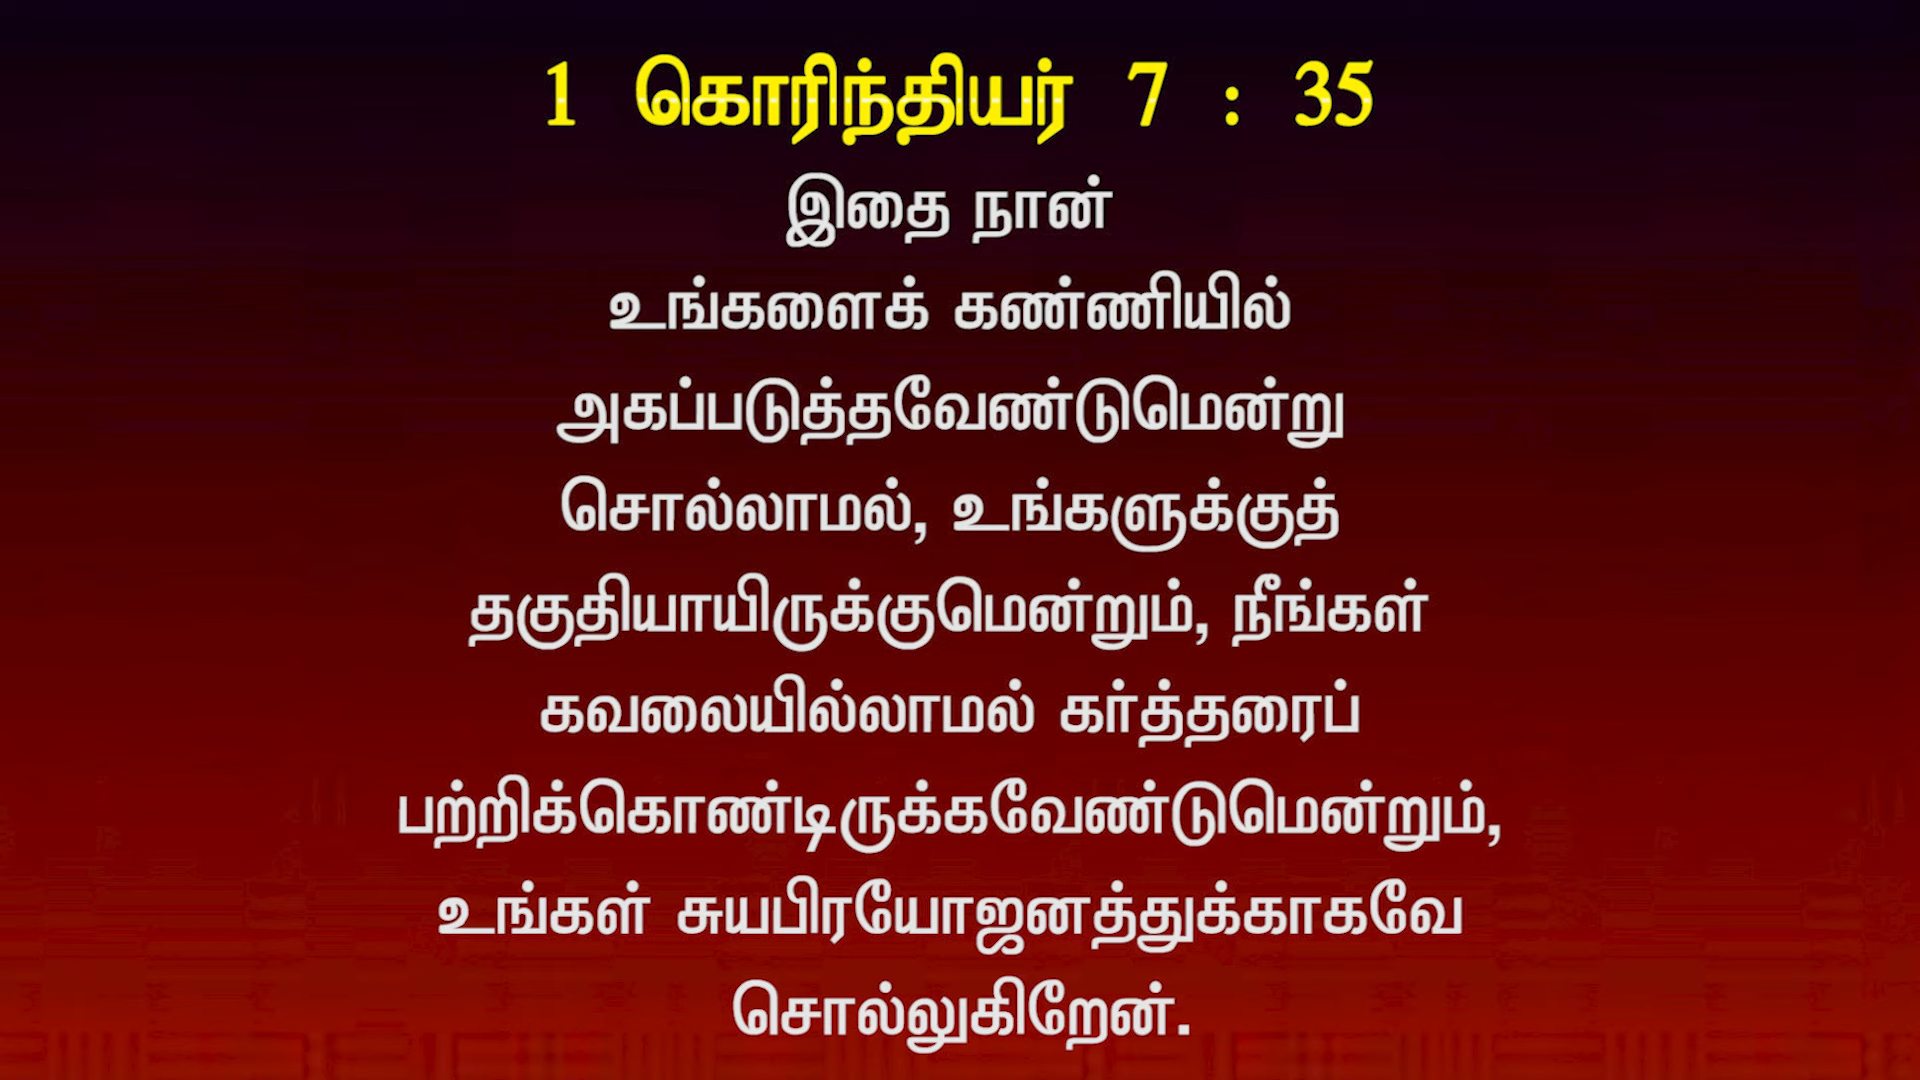 1 கொரிந்தியர் 7 : 35
இதை நான்
உங்களைக் கண்ணியில்
அகப்படுத்தவேண்டுமென்று
சொல்லாமல், உங்களுக்குத்
தகுதியாயிருக்குமென்றும், நீங்கள்
கவலையில்லாமல் கர்த்தரைப்
பற்றிக்கொண்டிருக்கவேண்டுமென்றும்,
உங்கள் சுயபிரயோஜனத்துக்காகவே
சொல்லுகிறேன்.